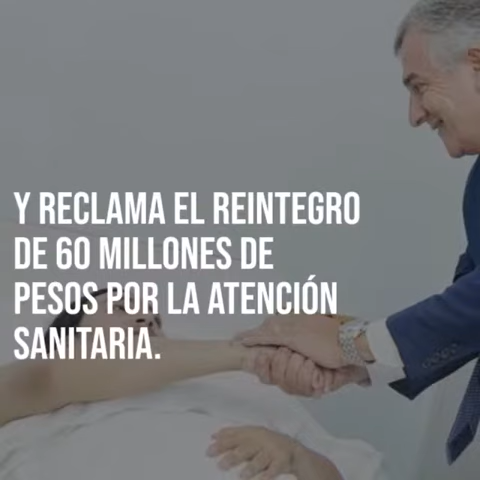 Y RECLAMA EL REINTEGRO
DE 60 MILLONES DE
PESOS POR LA ATENCIÓN
SANITARIA.